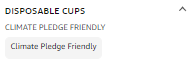 DISPOSABLE CUPS
CLIMATE PLEDGE FRIENDLY
Climate Pledge Friendly